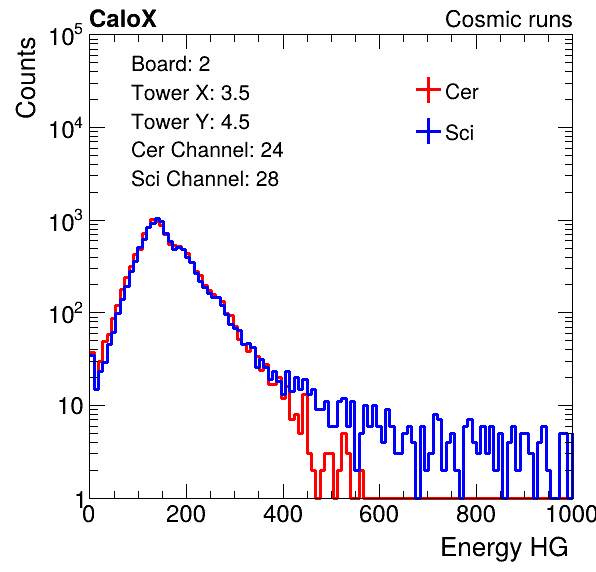 CaloX Cosmic runs
Counts
10^5
10^4
10^3
10^2
10
1
Board: 2
Tower X: 3.5
Tower Y: 4.5
Cer Channel: 24
Sci Channel: 28
Cer
Sci
0 200 400 600 800 1000
Energy HG